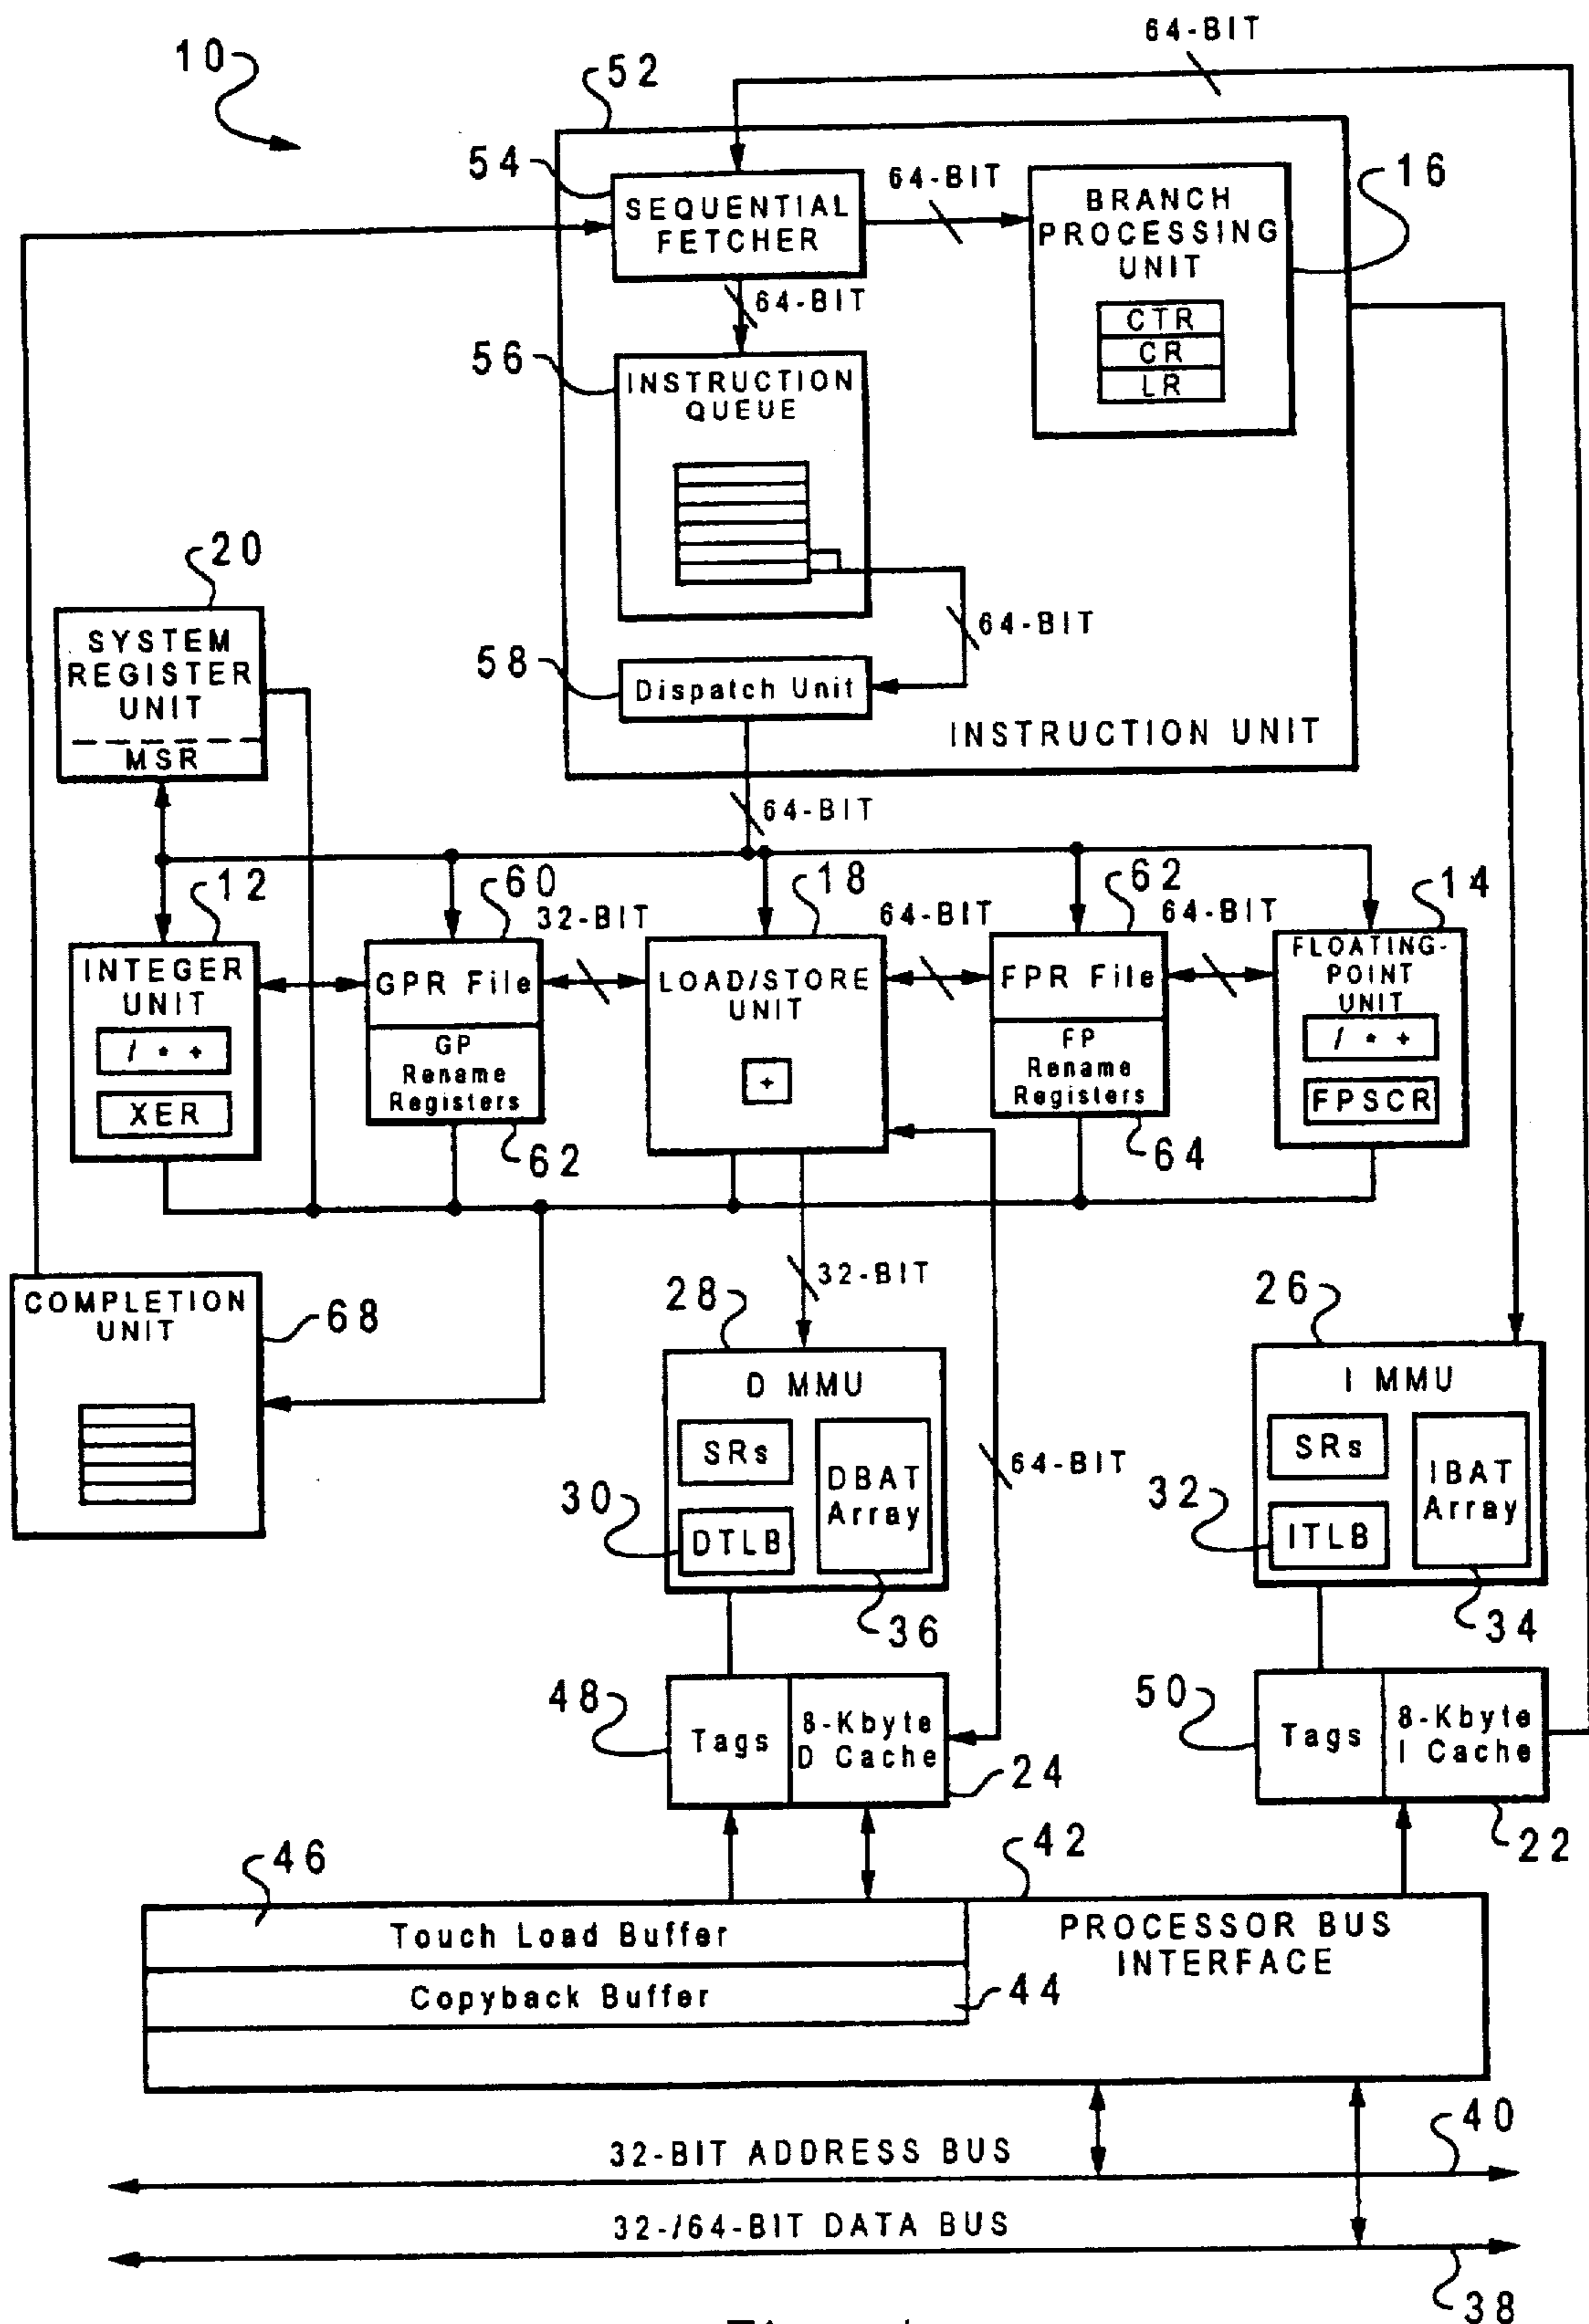 64-BIT
10
52
54
SEQUENTIAL
FETCHER
64-BIT
BRANCH
PROCESSING
UNIT
CTR
CR
LR
16
64-BIT
56
INSTRUCTION
QUEUE
64-BIT
58
Dispatch Unit
INSTRUCTION UNIT
20
SYSTEM
REGISTER
UNIT
MSR
64-BIT
12
INTEGER
UNIT
/ * +
XER
60
32-BIT
GPR File
GP
Rename
Registers
62
18
LOAD/STORE
UNIT
+
64-BIT
62
FPR File
FP
Rename
Registers
64
64-BIT
14
FLOATING-
POINT
UNIT
/ * +
FPSCR
COMPLETION
UNIT
68
32-BIT
28
D MMU
SRs
DBAT
Array
30
DTLB
36
64-BIT
26
I MMU
SRs
IBAT
Array
32
ITLB
34
48
Tags
8-Kbyte
D Cache
24
50
Tags
8-Kbyte
I Cache
22
46
42
Touch Load Buffer
Copyback Buffer
44
PROCESSOR BUS
INTERFACE
32-BIT ADDRESS BUS
40
32-/64-BIT DATA BUS
38